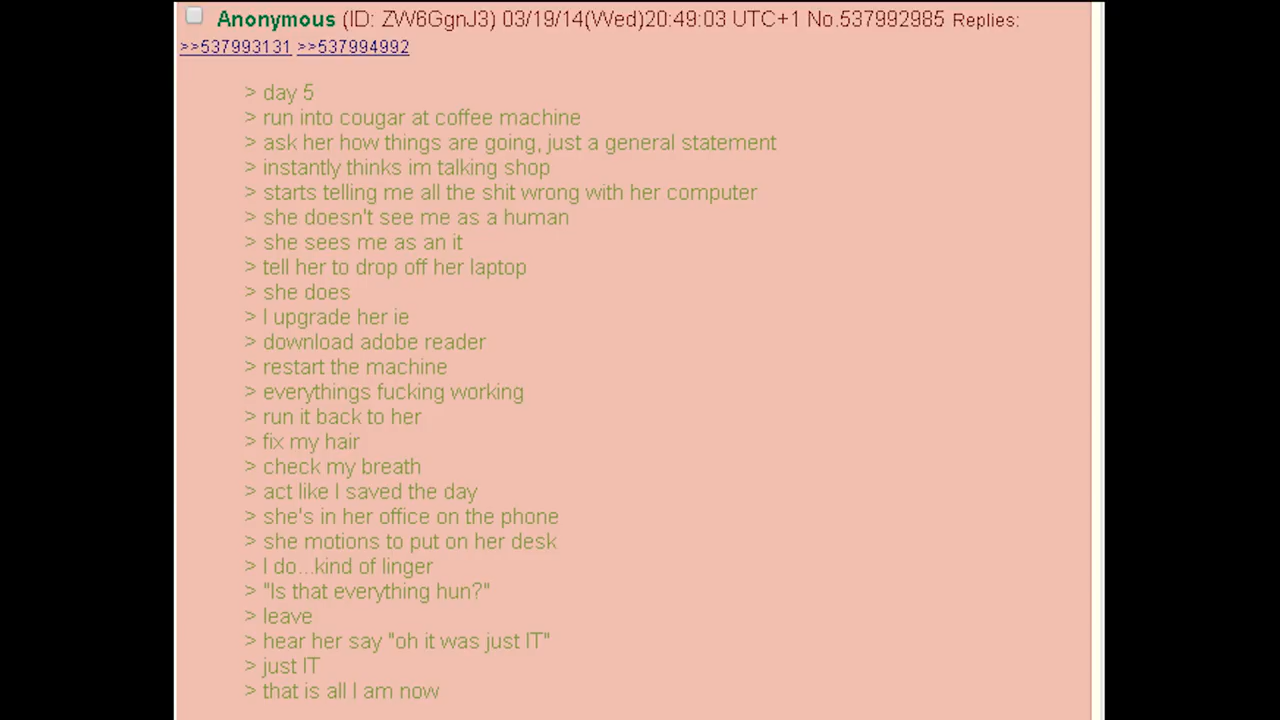 Anonymous (ID: ZW6GgnJ3) 03/19/14(Wed)20:49:03 UTC+1 No.537992985 Replies:
>>537993131 >>537994992
> day 5
> run into cougar at coffee machine
> ask her how things are going, just a general statement
> instantly thinks im talking shop
> starts telling me all the shit wrong with her computer
> she doesn't see me as a human
> she sees me as an it
> tell her to drop off her laptop
> she does
> I upgrade her ie
> download adobe reader
> restart the machine
> everythings fucking working
> run it back to her
> fix my hair
> check my breath
> act like I saved the day
> she's in her office on the phone
> she motions to put on her desk
> I do...kind of linger
> "Is that everything hun?"
> leave
> hear her say "oh it was just IT"
> just IT
> that is all I am now